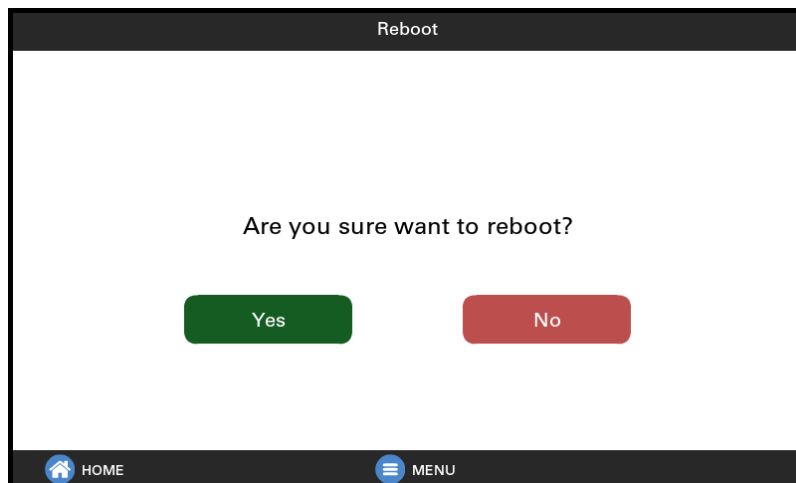 Reboot
Are you sure want to reboot?
Yes
No
HOME
MENU